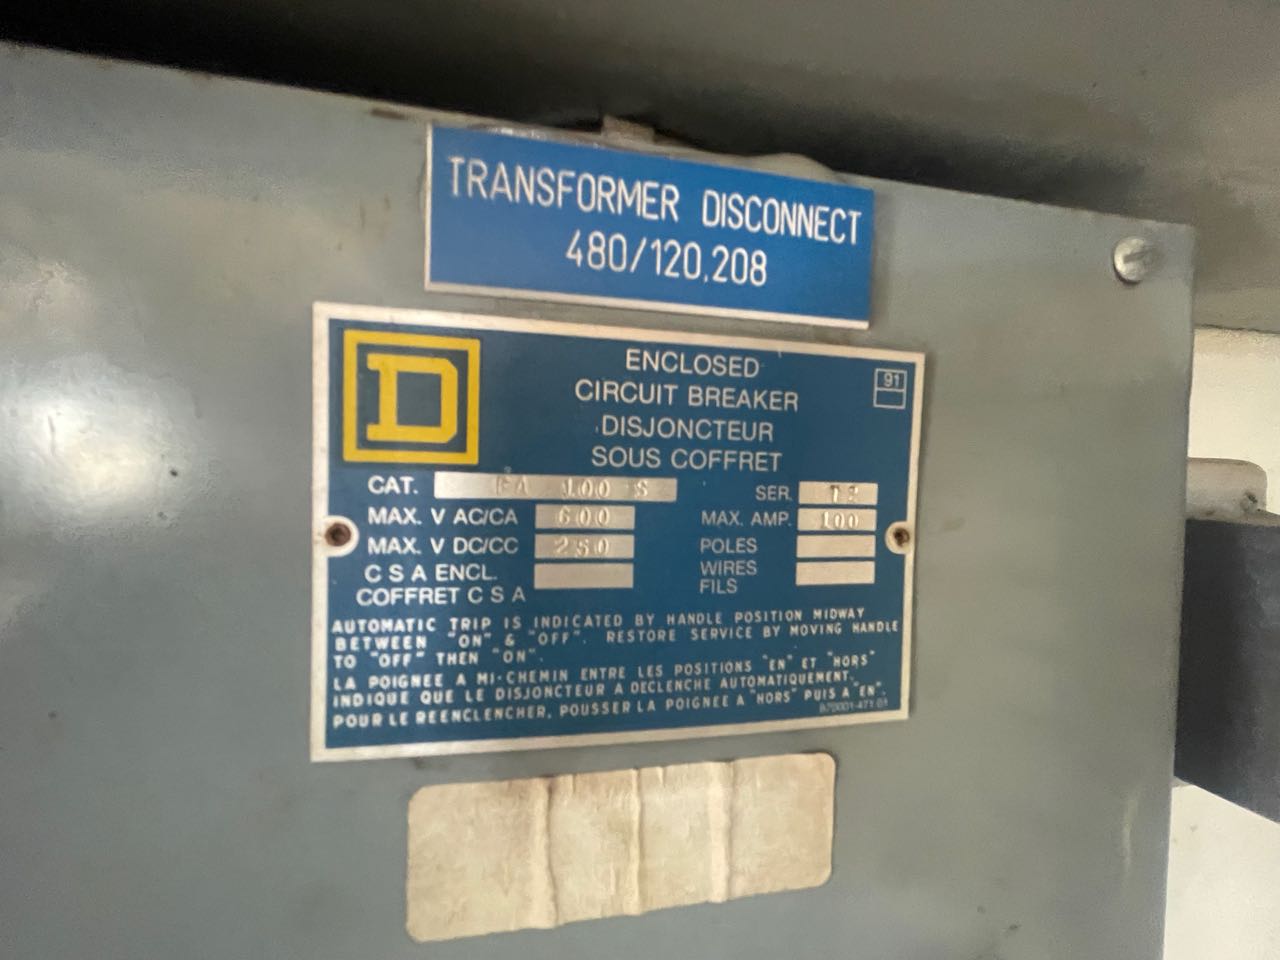 TRANSFORMER DISCONNECT
480/120,208
D
ENCLOSED
CIRCUIT BREAKER
DISJONCTEUR
SOUS COFFRET
91
CAT. FA 100 S
SER.
MAX. V AC/CA 600
MAX. AMP. 100
MAX. V DC/CC 250
POLES
C S A ENCL.
COFFRET C S A
WIRES
FILS
AUTOMATIC TRIP IS INDICATED BY HANDLE POSITION MIDWAY
BETWEEN "ON" & "OFF". RESTORE SERVICE BY MOVING HANDLE
TO "OFF" THEN "ON".
LA POIGNEE A MI-CHEMIN ENTRE LES POSITIONS "EN" ET "HORS"
INDIQUE QUE LE DISJONCTEUR A DECLENCHE AUTOMATIQUEMENT.
POUR LE REENCLENCHER, POUSSER LA POIGNEE A "HORS" PUIS A "EN".